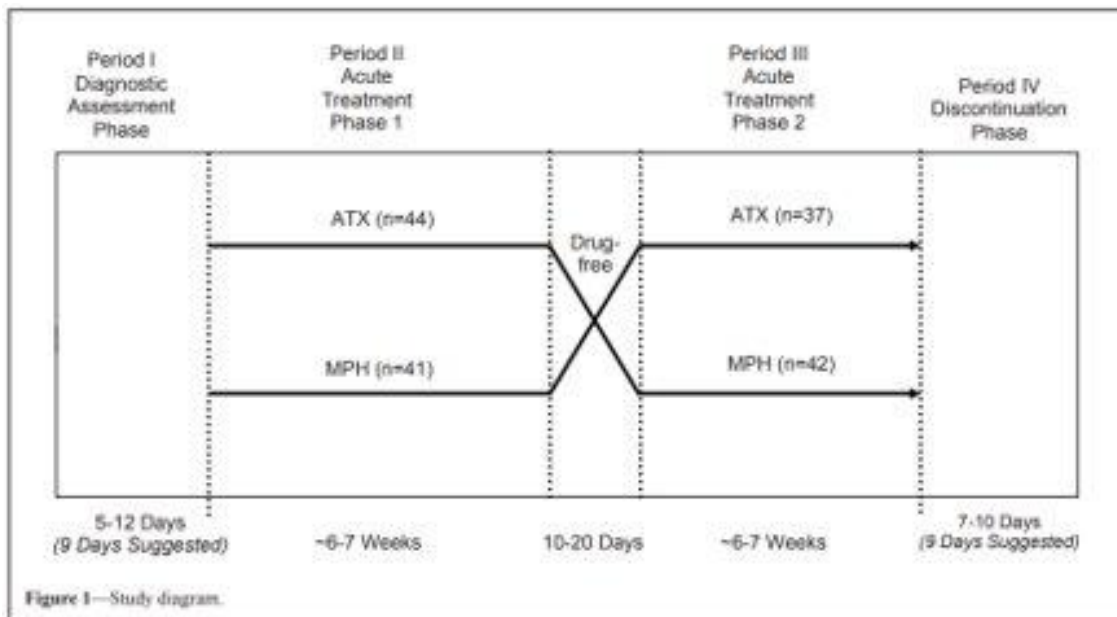 Period I
Diagnostic
Assessment
Phase
Period II
Acute
Treatment
Phase 1
Period III
Acute
Treatment
Phase 2
Period IV
Discontinuation
Phase
ATX (n=44)
Drug-
free
ATX (n=37)
MPH (n=41)
MPH (n=42)
5-12 Days
(9 Days Suggested)
~6-7 Weeks
10-20 Days
~6-7 Weeks
7-10 Days
(9 Days Suggested)
Figure 1—Study diagram.